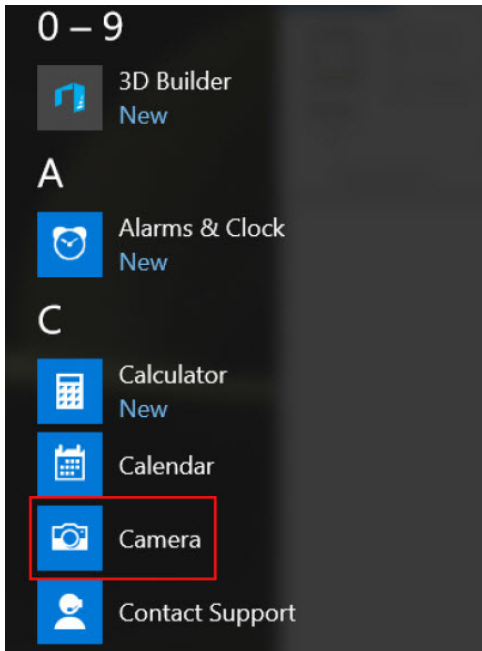 0 – 9
3D Builder
New
A
Alarms & Clock
New
C
Calculator
New
Calendar
Camera
Contact Support